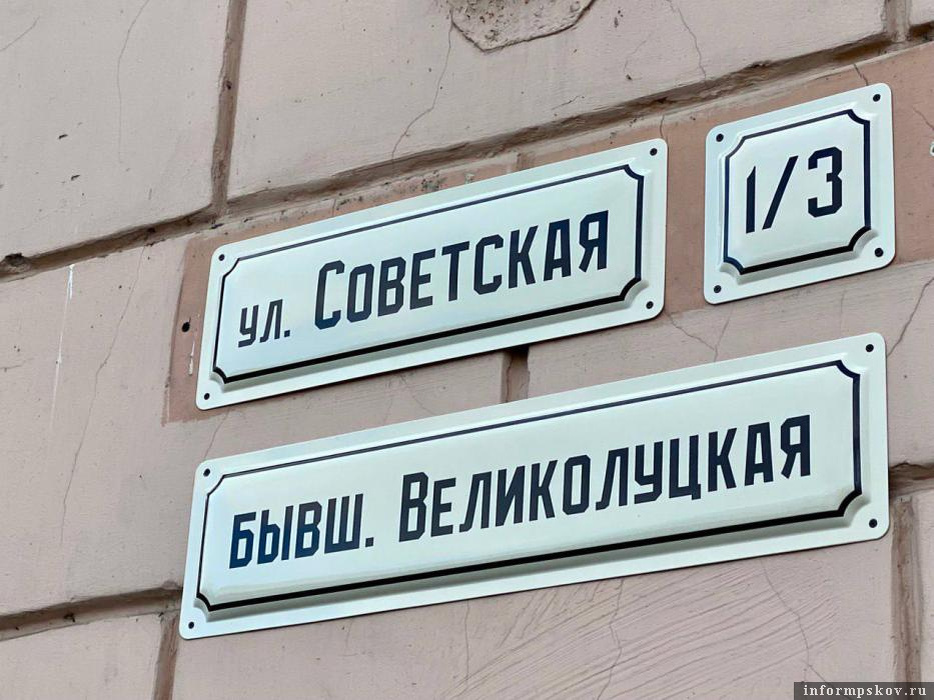 ул. Советская
1/3
бывш. Великолуцкая
informpskov.ru